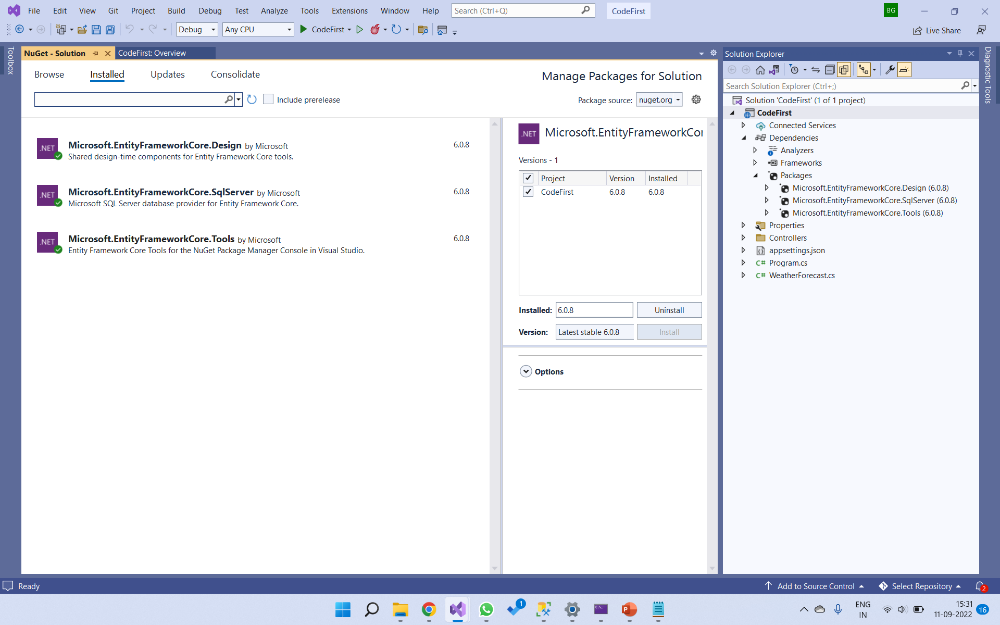 File Edit View Git Project Build Debug Test Analyze Tools Extensions Window Help Search (Ctrl+Q) CodeFirst BG
Debug Any CPU CodeFirst Live Share
Toolbox
NuGet - Solution CodeFirst: Overview
Browse Installed Updates Consolidate
Manage Packages for Solution
Include prerelease
Package source: nuget.org
.NET Microsoft.EntityFrameworkCore.Design by Microsoft 6.0.8
Shared design-time components for Entity Framework Core tools.
.NET Microsoft.EntityFrameworkCore.SqlServer by Microsoft 6.0.8
Microsoft SQL Server database provider for Entity Framework Core.
.NET Microsoft.EntityFrameworkCore.Tools by Microsoft 6.0.8
Entity Framework Core Tools for the NuGet Package Manager Console in Visual Studio.
.NET Microsoft.EntityFrameworkCor
Versions - 1
Project Version Installed
CodeFirst 6.0.8 6.0.8
Installed: 6.0.8 Uninstall
Version: Latest stable 6.0.8 Install
Options
Solution Explorer
Search Solution Explorer (Ctrl+;)
Solution 'CodeFirst' (1 of 1 project)
CodeFirst
Connected Services
Dependencies
Analyzers
Frameworks
Packages
Microsoft.EntityFrameworkCore.Design (6.0.8)
Microsoft.EntityFrameworkCore.SqlServer (6.0.8)
Microsoft.EntityFrameworkCore.Tools (6.0.8)
Properties
Controllers
appsettings.json
C# Program.cs
C# WeatherForecast.cs
Diagnostic Tools
Ready Add to Source Control Select Repository 2
1
P
ENG
IN
15:31
11-09-2022
16